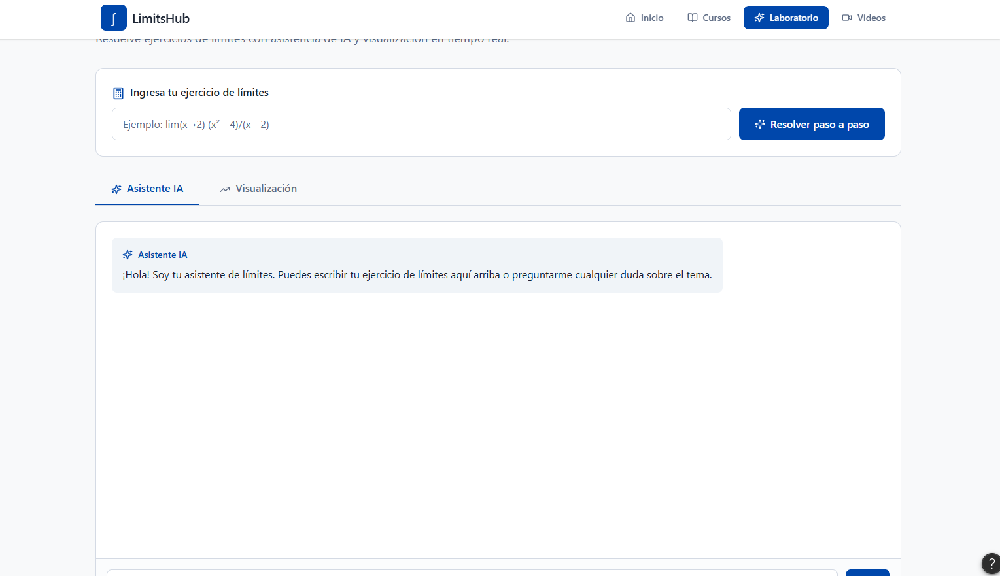 ∫ LimitsHub
Inicio
Cursos
Laboratorio
Videos
Resuelve ejercicios de límites con asistencia de IA y visualización en tiempo real.
Ingresa tu ejercicio de límites
Ejemplo: lim(x→2) (x² - 4)/(x - 2)
Resolver paso a paso
Asistente IA
Visualización
Asistente IA
¡Hola! Soy tu asistente de límites. Puedes escribir tu ejercicio de límites aquí arriba o preguntarme cualquier duda sobre el tema.
?